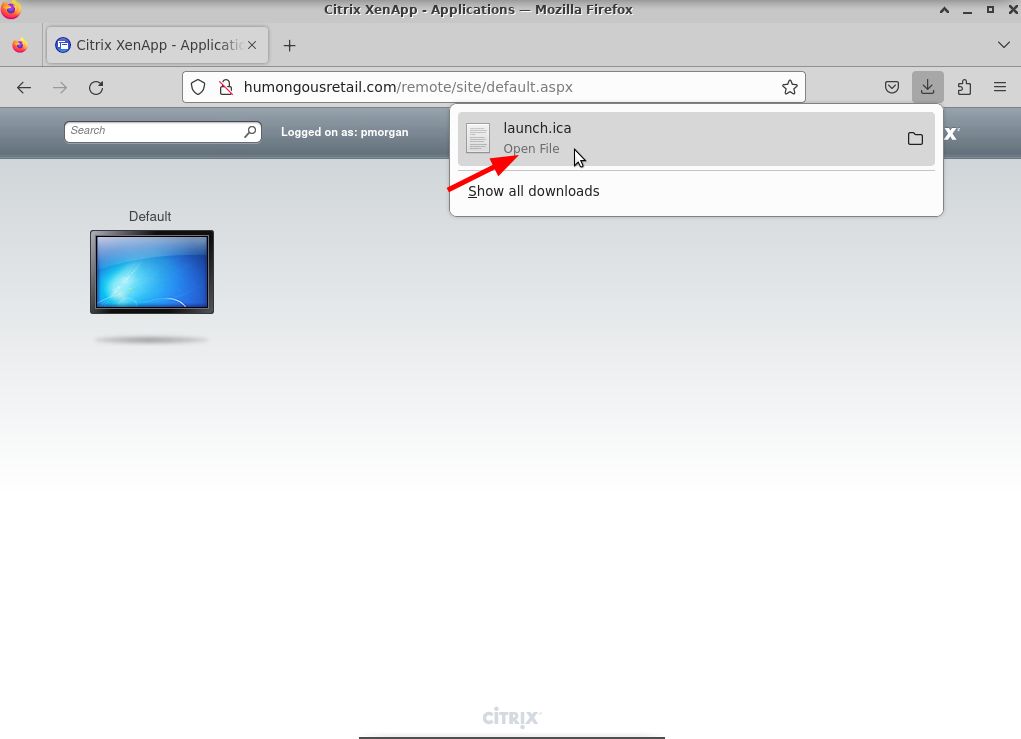 Citrix XenApp - Applications — Mozilla Firefox
Citrix XenApp - Applicatic
humongousretail.com/remote/site/default.aspx
Search
Logged on as: pmorgan
launch.ica
Open File
Show all downloads
X
Default
CITRIX